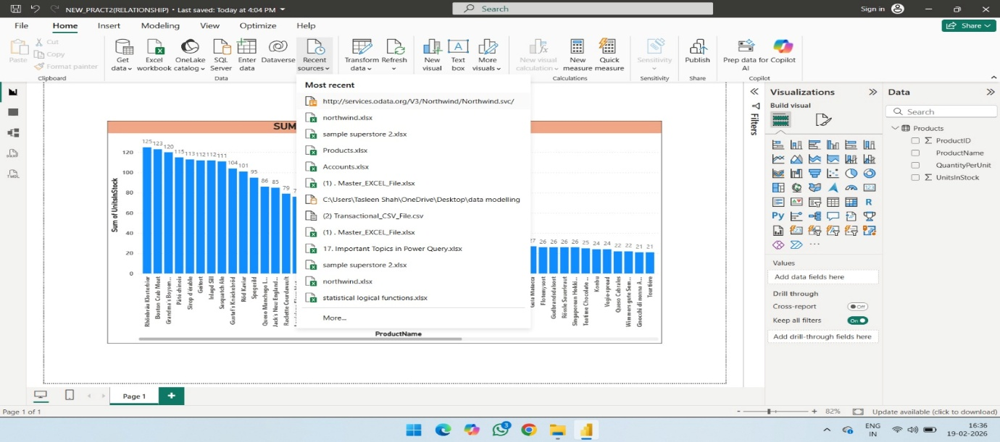 NEW_PRACT2(RELATIONSHIP) • Last saved: Today at 4:04 PM
Search
Sign in
File Home Insert Modeling View Optimize Help
Share
Paste
Cut
Copy
Format painter
Clipboard
Get data
Excel workbook
OneLake catalog
SQL Server
Enter data
Dataverse
Recent sources
Data
Transform data
Refresh
New visual
Text box
More visuals
New visual calculation
New measure
Quick measure
Calculations
Sensitivity
Sensitivity
Publish
Share
Prep data for AI
Copilot
Copilot
Most recent
http://services.odata.org/V3/Northwind/Northwind.svc/
northwind.xlsx
sample superstore 2.xlsx
Products.xlsx
Accounts.xlsx
(1) . Master_EXCEL_File.xlsx
C:\Users\Tasleen Shah\OneDrive\Desktop\data modelling
(2) Transactional_CSV_File.csv
(1) . Master_EXCEL_File.xlsx
17. Important Topics in Power Query.xlsx
sample superstore 2.xlsx
northwind.xlsx
statistical logical functions.xlsx
More...
SUM
Sum of UnitsInStock
120
100
80
60
40
20
0
125 123 120 115 113 112 112 111 104 101 95 86 85 79
27 26 26 26 26 25 24 24 22 22 21 21
Rhönbräu Klosterbier
Boston Crab Meat
Grandma's Boysen...
Pâté chinois
Sirop d'érable
Geitost
Inlagd Sill
Sasquatch Ale
Gustaf's Knäckebröd
Röd Kaviar
Spegesild
Queso Manchego L...
Jack's New England...
Raclette Courdavault
Gula Malacca
Fløtemysost
Gudbrandsdalsost
Rössle Sauerkraut
Singaporean Hokki...
Teatime Chocolate ...
Konbu
Vegie-spread
Queso Cabrales
Wimmers gute Sem...
Gnocchi di nonna A...
Tourtière
ProductName
Filters
Visualizations
Build visual
Py
R
123
Values
Add data fields here
Drill through
Cross-report
Off
Keep all filters
On
Add drill-through fields here
Data
Search
Products
ProductID
ProductName
QuantityPerUnit
UnitsInStock
Page 1
Page 1 of 1
82%
Update available (click to download)
3
ENG
IN
16:36
19-02-2026